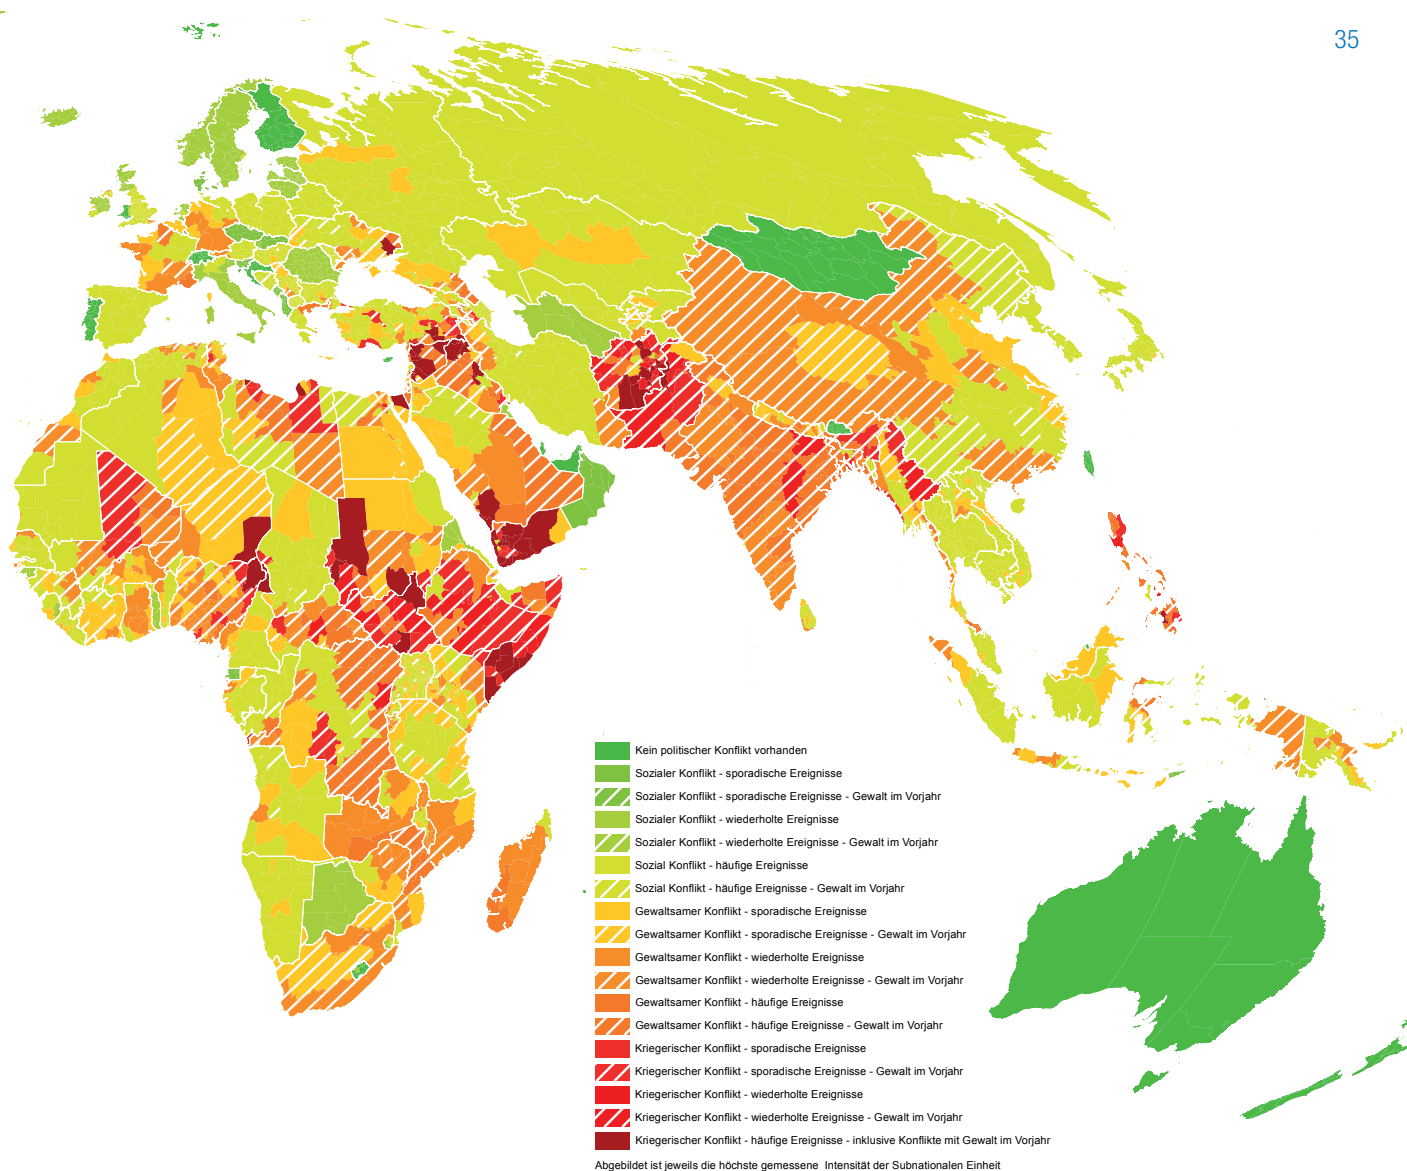 35
Kein politischer Konflikt vorhanden
Sozialer Konflikt - sporadische Ereignisse
Sozialer Konflikt - sporadische Ereignisse - Gewalt im Vorjahr
Sozialer Konflikt - wiederholte Ereignisse
Sozialer Konflikt - wiederholte Ereignisse - Gewalt im Vorjahr
Sozial Konflikt - häufige Ereignisse
Sozial Konflikt - häufige Ereignisse - Gewalt im Vorjahr
Gewaltsamer Konflikt - sporadische Ereignisse
Gewaltsamer Konflikt - sporadische Ereignisse - Gewalt im Vorjahr
Gewaltsamer Konflikt - wiederholte Ereignisse
Gewaltsamer Konflikt - wiederholte Ereignisse - Gewalt im Vorjahr
Gewaltsamer Konflikt - häufige Ereignisse
Gewaltsamer Konflikt - häufige Ereignisse - Gewalt im Vorjahr
Kriegerischer Konflikt - sporadische Ereignisse
Kriegerischer Konflikt - sporadische Ereignisse - Gewalt im Vorjahr
Kriegerischer Konflikt - wiederholte Ereignisse
Kriegerischer Konflikt - wiederholte Ereignisse - Gewalt im Vorjahr
Kriegerischer Konflikt - häufige Ereignisse - inklusive Konflikte mit Gewalt im Vorjahr
Abgebildet ist jeweils die höchste gemessene Intensität der Subnationalen Einheit